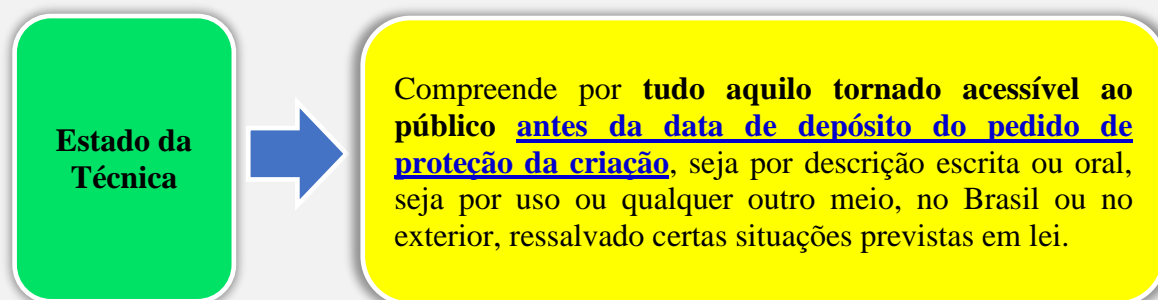 Estado da
Técnica
Compreende por tudo aquilo tornado acessível ao
público antes da data de depósito do pedido de
proteção da criação, seja por descrição escrita ou oral,
seja por uso ou qualquer outro meio, no Brasil ou no
exterior, ressalvado certas situações previstas em lei.